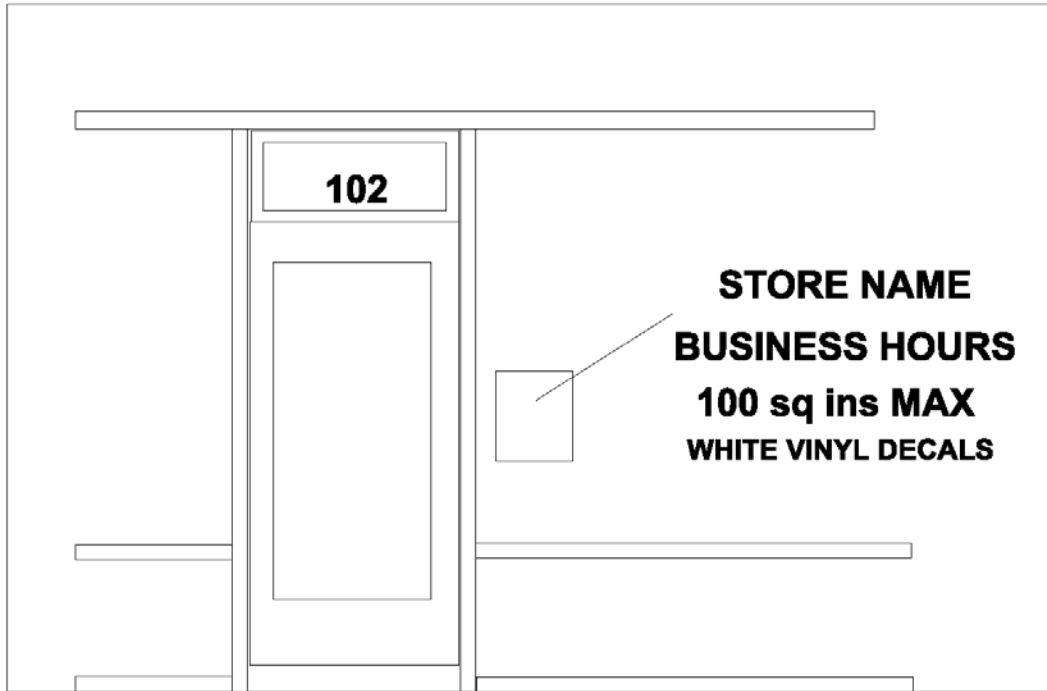 102
STORE NAME
BUSINESS HOURS
100 sq ins MAX
WHITE VINYL DECALS